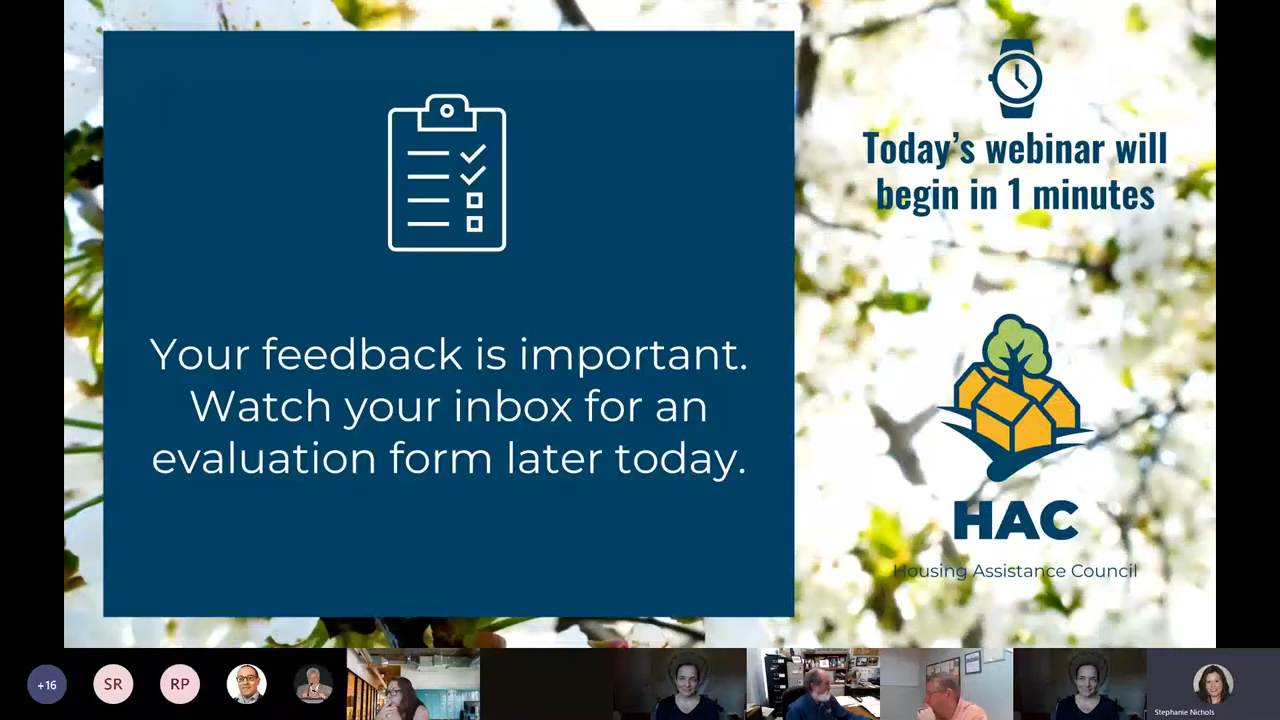 Today's webinar will
begin in 1 minutes
Your feedback is important.
Watch your inbox for an
evaluation form later today.
HAC
Housing Assistance Council
+16
SR
RP
Stephanie Nichols